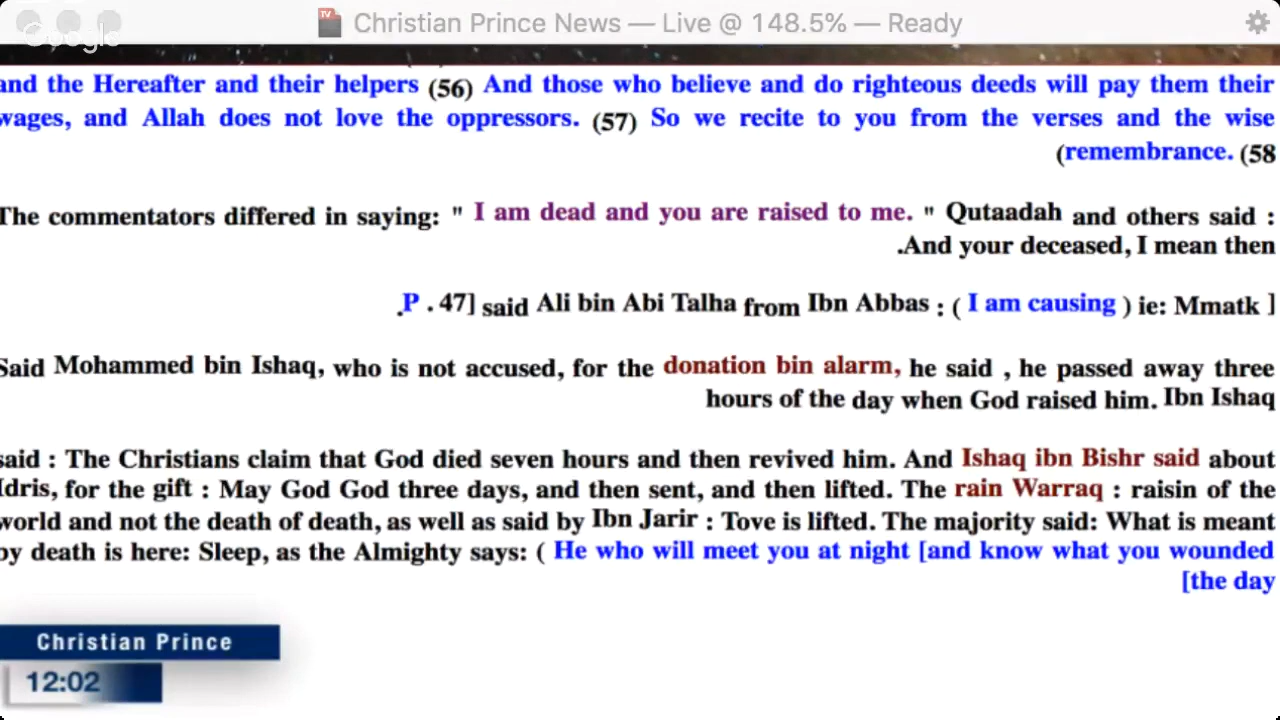 Google
TV
Christian Prince News — Live @ 148.5% — Ready
and the Hereafter and their helpers (56) And those who believe and do righteous deeds will pay them their
wages, and Allah does not love the oppressors. (57) So we recite to you from the verses and the wise
(remembrance. (58
The commentators differed in saying: " I am dead and you are raised to me. " Qutaadah and others said :
.And your deceased, I mean then
.P . 47] said Ali bin Abi Talha from Ibn Abbas : ( I am causing ) ie: Mmatk ]
Said Mohammed bin Ishaq, who is not accused, for the donation bin alarm, he said , he passed away three
hours of the day when God raised him. Ibn Ishaq
said : The Christians claim that God died seven hours and then revived him. And Ishaq ibn Bishr said about
Idris, for the gift : May God God three days, and then sent, and then lifted. The rain Warraq : raisin of the
world and not the death of death, as well as said by Ibn Jarir : Tove is lifted. The majority said: What is meant
by death is here: Sleep, as the Almighty says: ( He who will meet you at night [and know what you wounded
[the day
Christian Prince
12:02